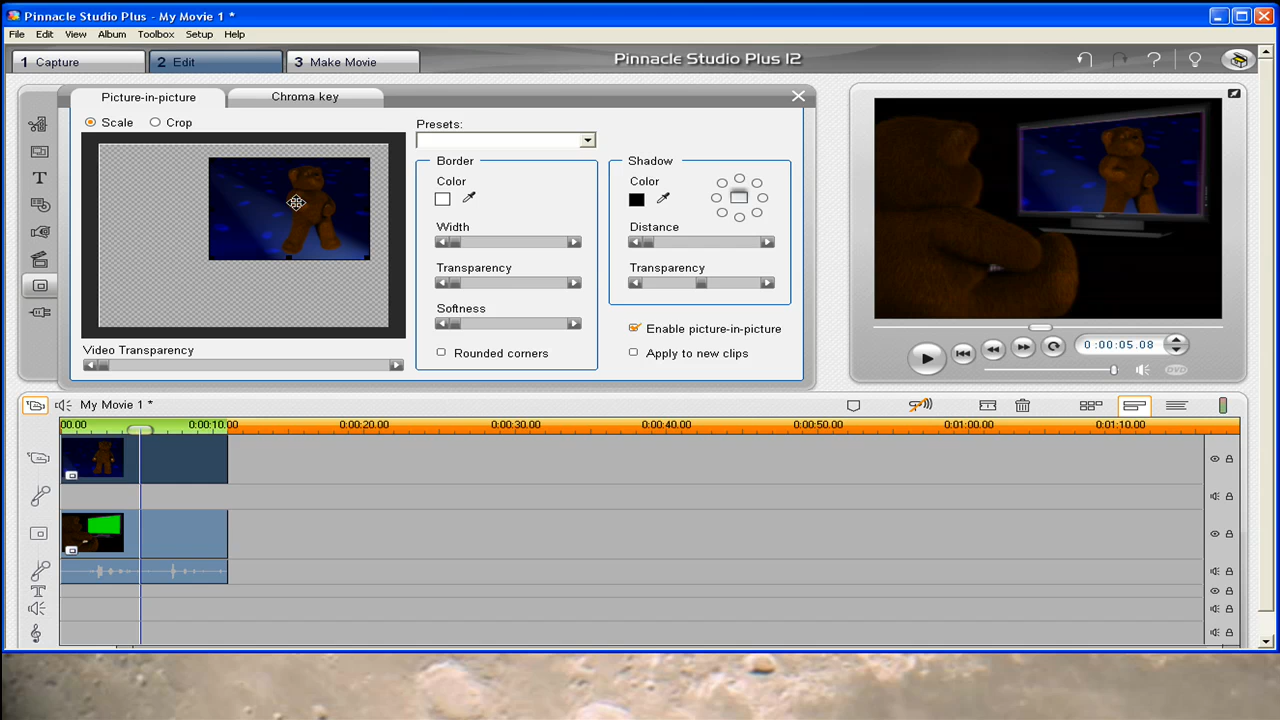 Pinnacle Studio Plus - My Movie 1 *
File Edit View Album Toolbox Setup Help
1 Capture 2 Edit 3 Make Movie Pinnacle Studio Plus 12
Picture-in-picture Chroma key
Scale Crop
Presets:
Border
Color
Width
Transparency
Softness
Rounded corners
Shadow
Color
Distance
Transparency
Enable picture-in-picture
Apply to new clips
Video Transparency
0:00:05.08
DVD
My Movie 1 *
00.00 0:00:10.00 0:00:20.00 0:00:30.00 0:00:40.00 0:00:50.00 0:01:00.00 0:01:10.00
T